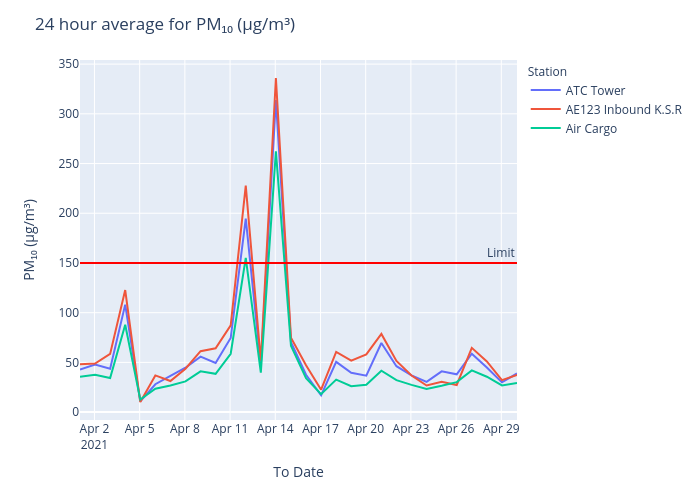 24 hour average for PM₁₀ (µg/m³)
Station
ATC Tower
AE123 Inbound K.S.R
Air Cargo
PM₁₀ (µg/m³)
350
300
250
200
150
100
50
0
Limit
Apr 2 Apr 5 Apr 8 Apr 11 Apr 14 Apr 17 Apr 20 Apr 23 Apr 26 Apr 29
2021
To Date